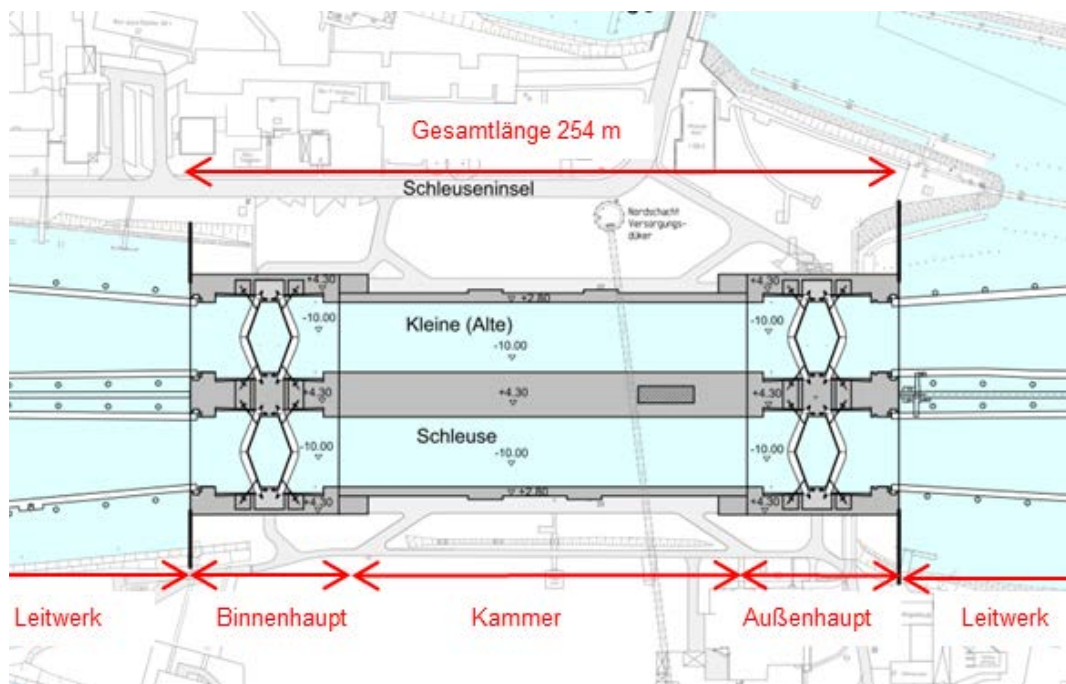 Gesamtlänge 254 m
Schleuseninsel
Nordschacht
Versorgungs-
düker
+4.30
+4.30
+2.80
Kleine (Alte)
-10.00
-10.00
-10.00
+4.30
+4.30
+4.30
Schleuse
-10.00
-10.00
-10.00
+4.30
+2.80
+4.30
Leitwerk
Binnenhaupt
Kammer
Außenhaupt
Leitwerk